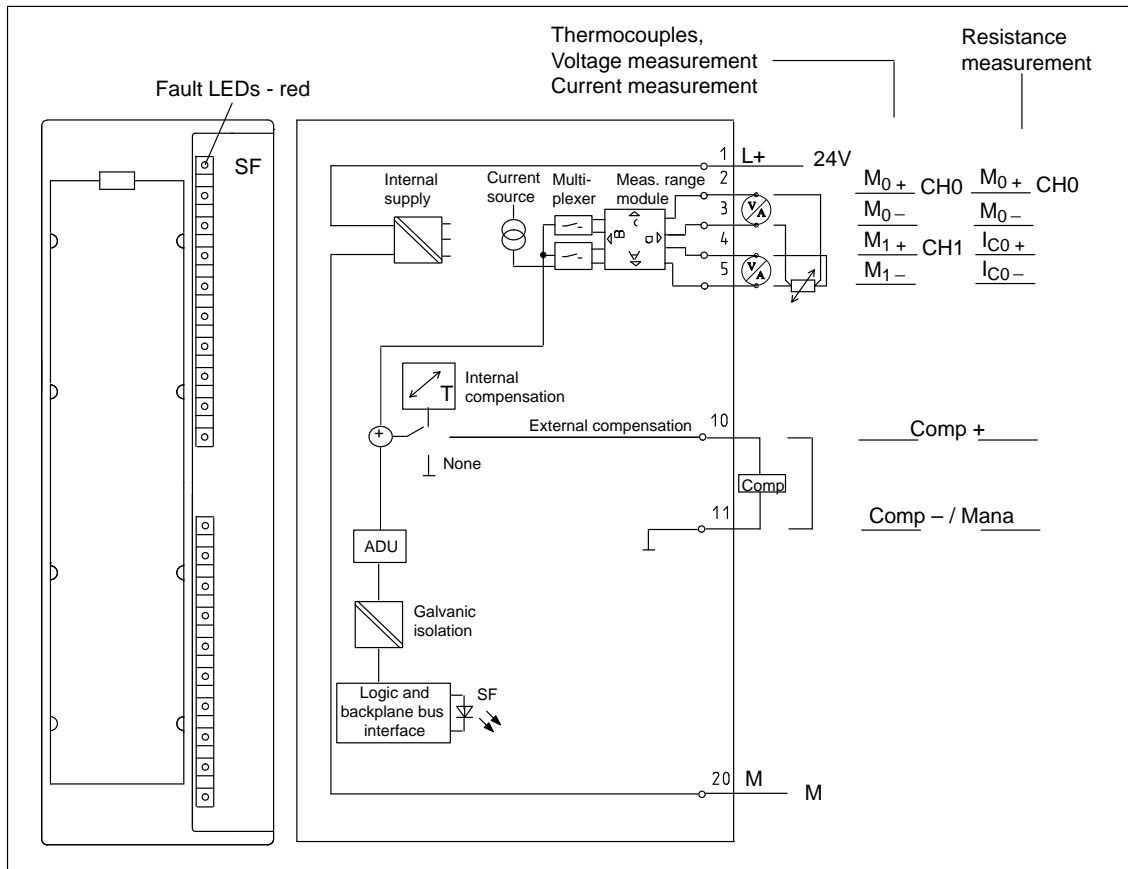 Thermocouples,
Voltage measurement
Current measurement
Resistance
measurement
Fault LEDs - red
SF
1 L+ 24V
Internal
supply
Current
source
Multi-
plexer
Meas. range
module
A
B
C
D
2
3
4
5
V
A
V
A
M0 + CH0 M0 + CH0
M0 – M0 –
M1 + CH1 IC0 +
M1 – IC0 –
T
Internal
compensation
+
External compensation
10
Comp +
None
Comp
11
Comp – / Mana
ADU
Galvanic
isolation
Logic and
backplane bus
interface
SF
20 M M